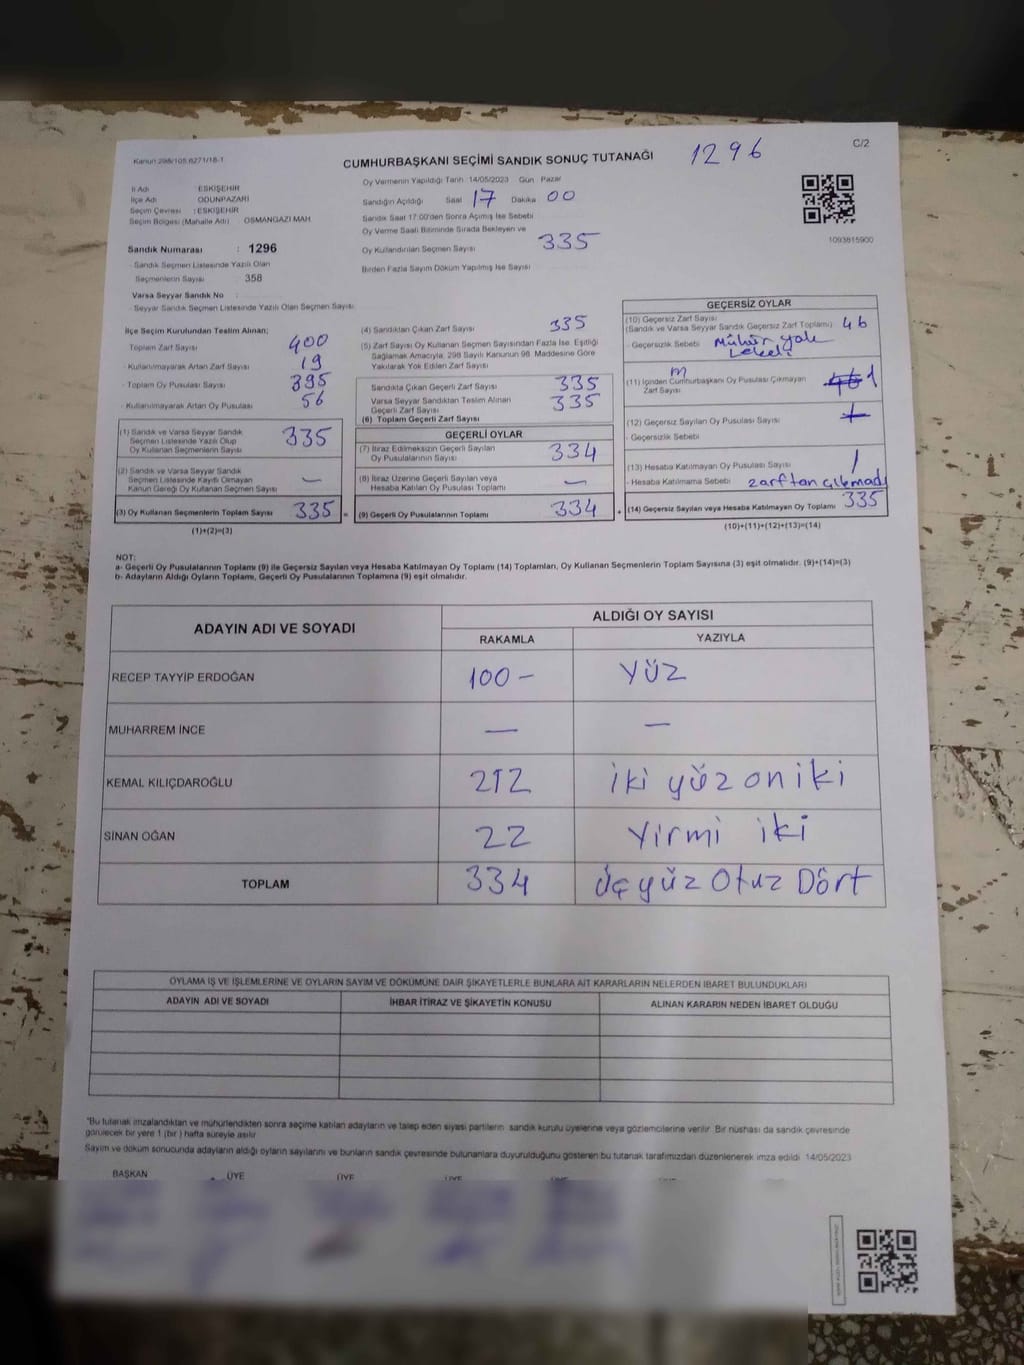 Kanun 298/105 6271/18-1
CUMHURBAŞKANI SEÇİMİ SANDIK SONUÇ TUTANAĞI
1296
C/2
İl Adı ESKİŞEHİR
İlçe Adı ODUNPAZARI
Seçim Çevresi : ESKİŞEHİR
Seçim Bölgesi (Mahalle Adı) OSMANGAZİ MAH.
Sandık Numarası : 1296
- Sandık Seçmen Listesinde Yazılı Olan
Seçmenlerin Sayısı 358
Varsa Seyyar Sandık No
- Seyyar Sandık Seçmen Listesinde Yazılı Olan Seçmen Sayısı
Oy Vermenin Yapıldığı Tarih 14/05/2023 Gün Pazar
Sandığın Açıldığı Saat 17 Dakika 00
Sandık Saat 17:00'den Sonra Açılmış İse Sebebi
Oy Verme Saati Bitiminde Sırada Bekleyen ve
Oy Kullandırılan Seçmen Sayısı 335
Birden Fazla Sayım Döküm Yapılmış İse Sayısı
1093815900
İlçe Seçim Kurulundan Teslim Alınan;
Toplam Zarf Sayısı 400
- Kullanılmayarak Artan Zarf Sayısı 19
- Toplam Oy Pusulası Sayısı 395
- Kullanılmayarak Artan Oy Pusulası 56
(1) Sandık ve Varsa Seyyar Sandık
Seçmen Listesinde Yazılı Olup
Oy Kullanan Seçmenlerin Sayısı 335
(2) Sandık ve Varsa Seyyar Sandık
Seçmen Listesinde Kayıtlı Olmayan
Kanun Gereği Oy Kullanan Seçmen Sayısı —
(3) Oy Kullanan Seçmenlerin Toplam Sayısı 335 =
(1)+(2)=(3)
(4) Sandıktan Çıkan Zarf Sayısı 335
(5) Zarf Sayısı Oy Kullanan Seçmen Sayısından Fazla İse, Eşitliği
Sağlamak Amacıyla, 298 Sayılı Kanunun 98. Maddesine Göre
Yakılarak Yok Edilen Zarf Sayısı
Sandıkta Çıkan Geçerli Zarf Sayısı 335
Varsa Seyyar Sandıktan Teslim Alınan
Geçerli Zarf Sayısı 335
(6) Toplam Geçerli Zarf Sayısı
GEÇERLİ OYLAR
(7) İtiraz Edilmeksizin Geçerli Sayılan
Oy Pusulalarının Sayısı 334
(8) İtiraz Üzerine Geçerli Sayılan veya
Hesaba Katılan Oy Pusulası Toplamı —
(9) Geçerli Oy Pusulalarının Toplamı 334 +
GEÇERSİZ OYLAR
(10) Geçersiz Zarf Sayısı
(Sandık ve Varsa Seyyar Sandık Geçersiz Zarf Toplamı) 46
- Geçersizlik Sebebi Mühür yok
Lekeli
(11) İçinden Cumhurbaşkanı Oy Pusulası Çıkmayan
Zarf Sayısı 1
(12) Geçersiz Sayılan Oy Pusulası Sayısı
- Geçersizlik Sebebi
(13) Hesaba Katılmayan Oy Pusulası Sayısı 1
- Hesaba Katılmama Sebebi zarftan çıkmadı
(14) Geçersiz Sayılan veya Hesaba Katılmayan Oy Toplamı 335
(10)+(11)+(12)+(13)=(14)
NOT:
a- Geçerli Oy Pusulalarının Toplamı (9) ile Geçersiz Sayılan veya Hesaba Katılmayan Oy Toplamı (14) Toplamları, Oy Kullanan Seçmenlerin Toplam Sayısına (3) eşit olmalıdır. (9)+(14)=(3)
b- Adayların Aldığı Oyların Toplamı, Geçerli Oy Pusulalarının Toplamına (9) eşit olmalıdır.
ADAYIN ADI VE SOYADI
ALDIĞI OY SAYISI
RAKAMLA YAZIYLA
RECEP TAYYİP ERDOĞAN 100 – Yüz
MUHARREM İNCE — —
KEMAL KILIÇDAROĞLU 212 iki yüz on iki
SİNAN OĞAN 22 Yirmi iki
TOPLAM 334 Üç yüz Otuz Dört
OYLAMA İŞ VE İŞLEMLERİNE VE OYLARIN SAYIM VE DÖKÜMÜNE DAİR ŞİKAYETLERLE BUNLARA AİT KARARLARIN NELERDEN İBARET BULUNDUKLARI
ADAYIN ADI VE SOYADI İHBAR İTİRAZ VE ŞİKAYETİN KONUSU ALINAN KARARIN NEDEN İBARET OLDUĞU
"Bu tutanak imzalandıktan ve mühürlendikten sonra seçime katılan adayların ve talep eden siyasi partilerin sandık kurulu üyelerine veya gözlemcilerine verilir. Bir nüshası da sandık çevresinde
görülecek bir yere 1 (bir) hafta süreyle asılır
Sayım ve döküm sonucunda adayların aldığı oyların sayılarını ve bunların sandık çevresinde bulunanlara duyurulduğunu gösteren bu tutanak tarafımızdan düzenlenerek imza edildi. 14/05/2023
BAŞKAN ÜYE ÜYE ÜYE